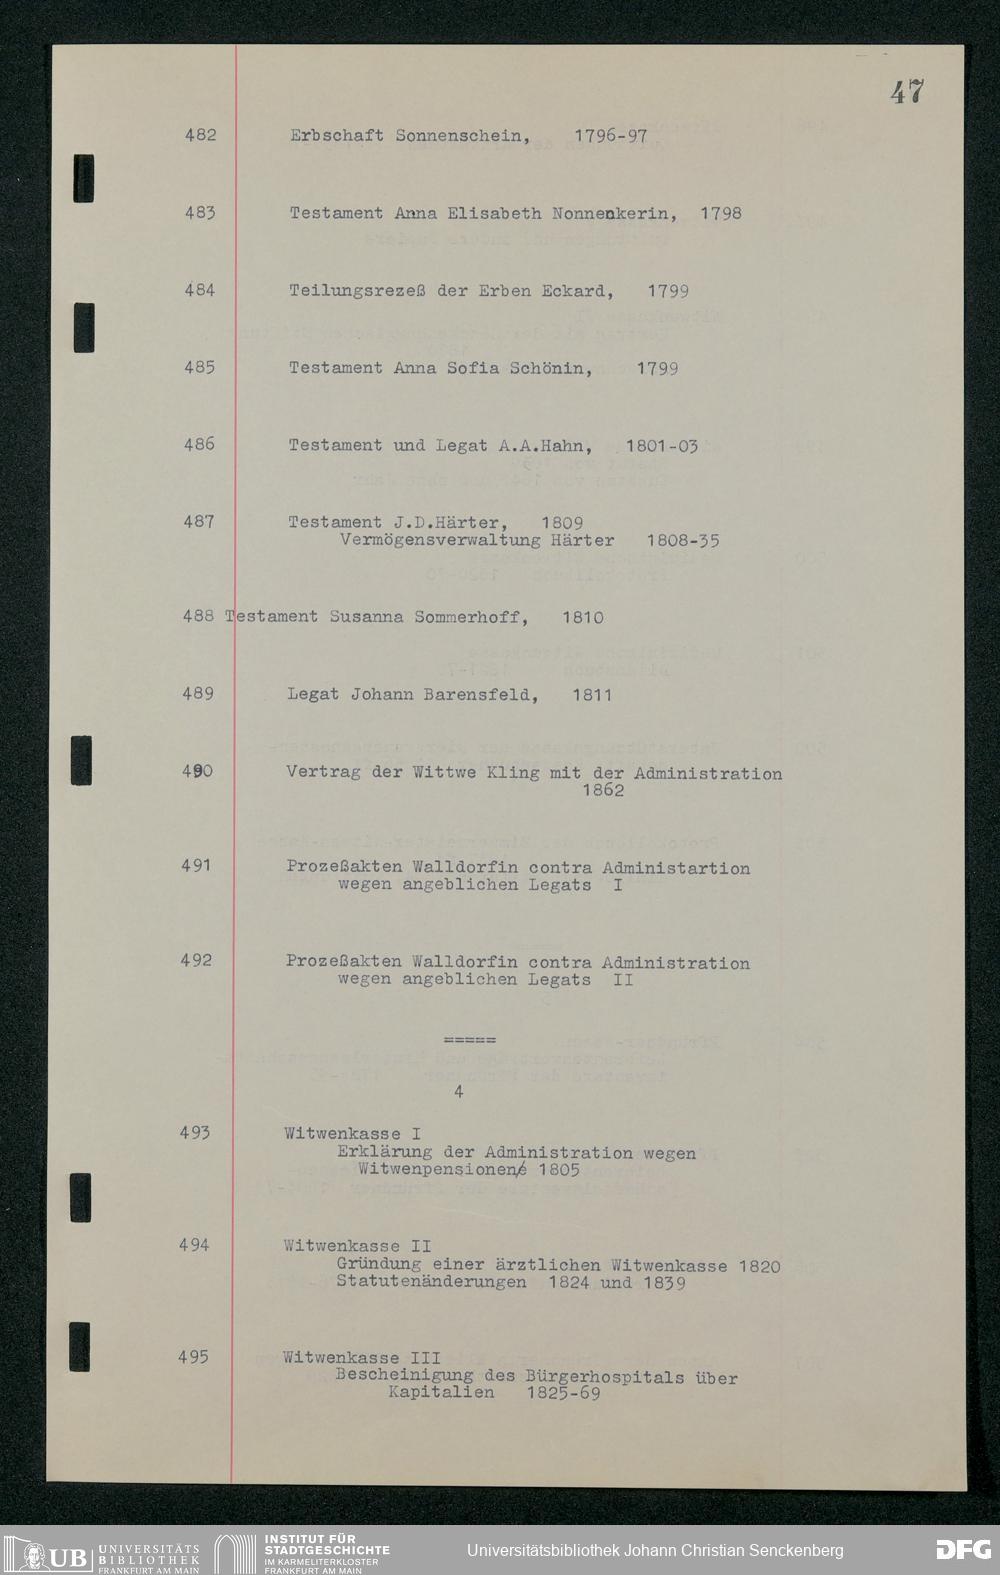 47
482 Erbschaft Sonnenschein, 1796-97
483 Testament Anna Elisabeth Nonnenkerin, 1798
484 Teilungsrezeß der Erben Eckard, 1799
485 Testament Anna Sofia Schönin, 1799
486 Testament und Legat A.A.Hahn, 1801-03
487 Testament J.D.Härter, 1809
Vermögensverwaltung Härter 1808-35
488 Testament Susanna Sommerhoff, 1810
489 Legat Johann Barensfeld, 1811
490 Vertrag der Wittwe Kling mit der Administration
1862
491 Prozeßakten Walldorfin contra Administartion
wegen angeblichen Legats I
492 Prozeßakten Walldorfin contra Administration
wegen angeblichen Legats II
=====
4
493 Witwenkasse I
Erklärung der Administration wegen
Witwenpensionen 1805
494 Witwenkasse II
Gründung einer ärztlichen Witwenkasse 1820
Statutenänderungen 1824 und 1839
495 Witwenkasse III
Bescheinigung des Bürgerhospitals über
Kapitalien 1825-69
UB UNIVERSITÄTS
BIBLIOTHEK
FRANKFURT AM MAIN
INSTITUT FÜR
STADTGESCHICHTE
IM KARMELITERKLOSTER
FRANKFURT AM MAIN
Universitätsbibliothek Johann Christian Senckenberg
DFG